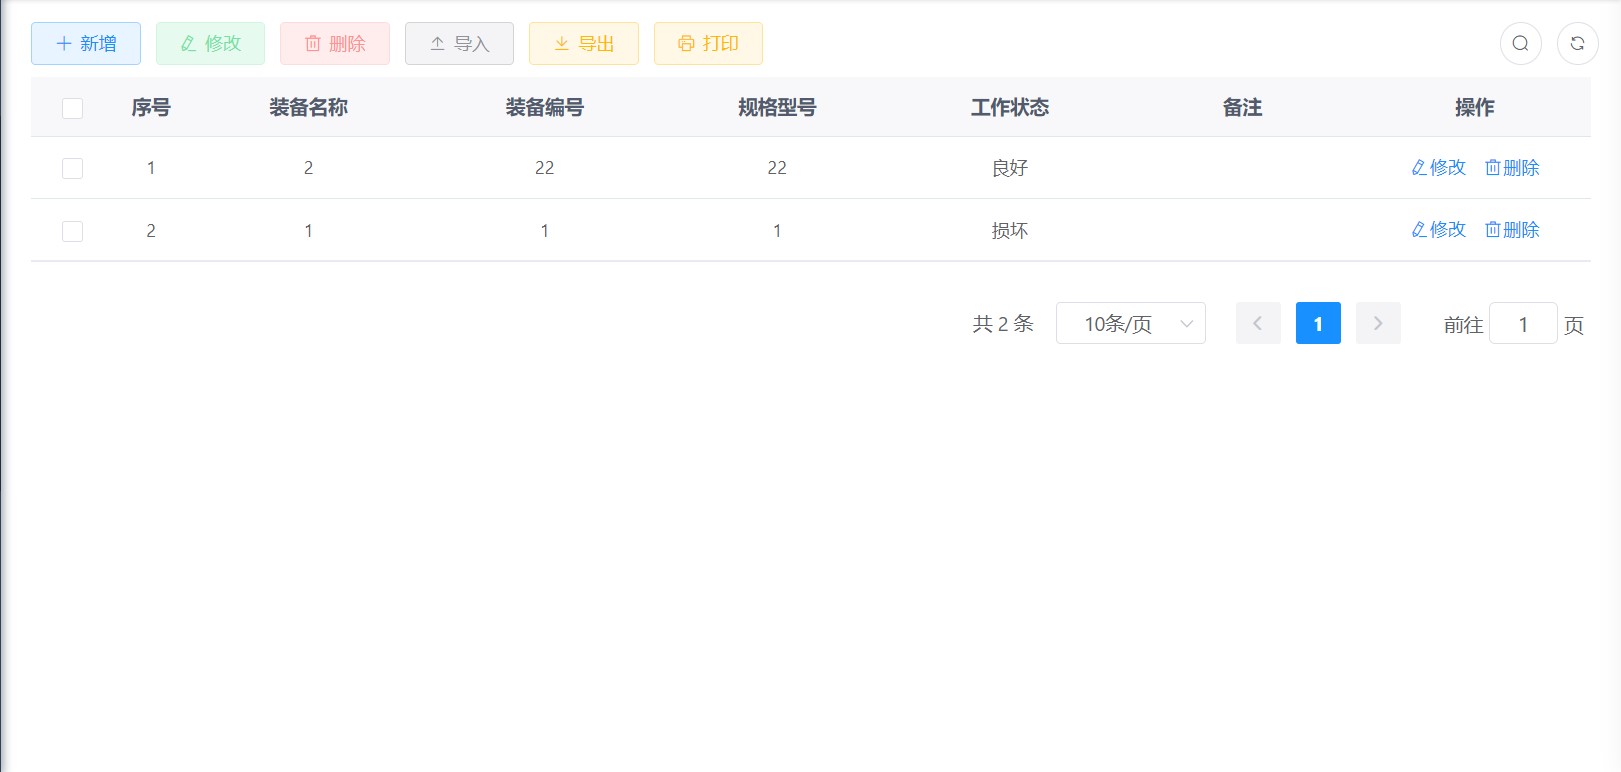 新增 修改 删除 导入 导出 打印
序号 装备名称 装备编号 规格型号 工作状态 备注 操作
1 2 22 22 良好 修改 删除
2 1 1 1 损坏 修改 删除
共 2 条 10条/页 1 前往 1 页